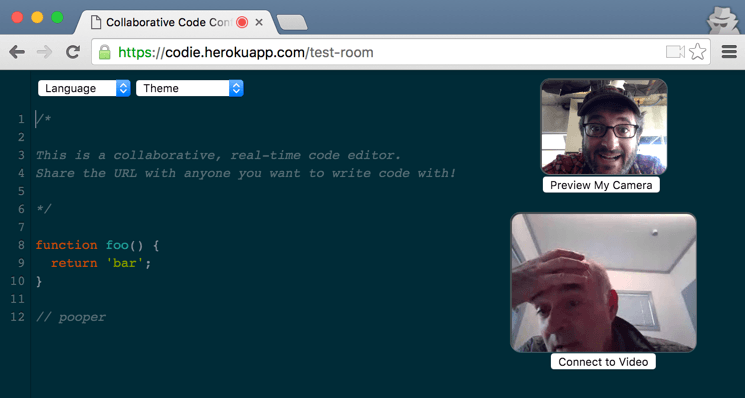 Collaborative Code Con
https://codie.herokuapp.com/test-room
Language Theme
1 /*
2
3 This is a collaborative, real-time code editor.
4 Share the URL with anyone you want to write code with!
5
6 */
7
8 function foo() {
9 return 'bar';
10 }
11
12 // pooper
Preview My Camera
Connect to Video